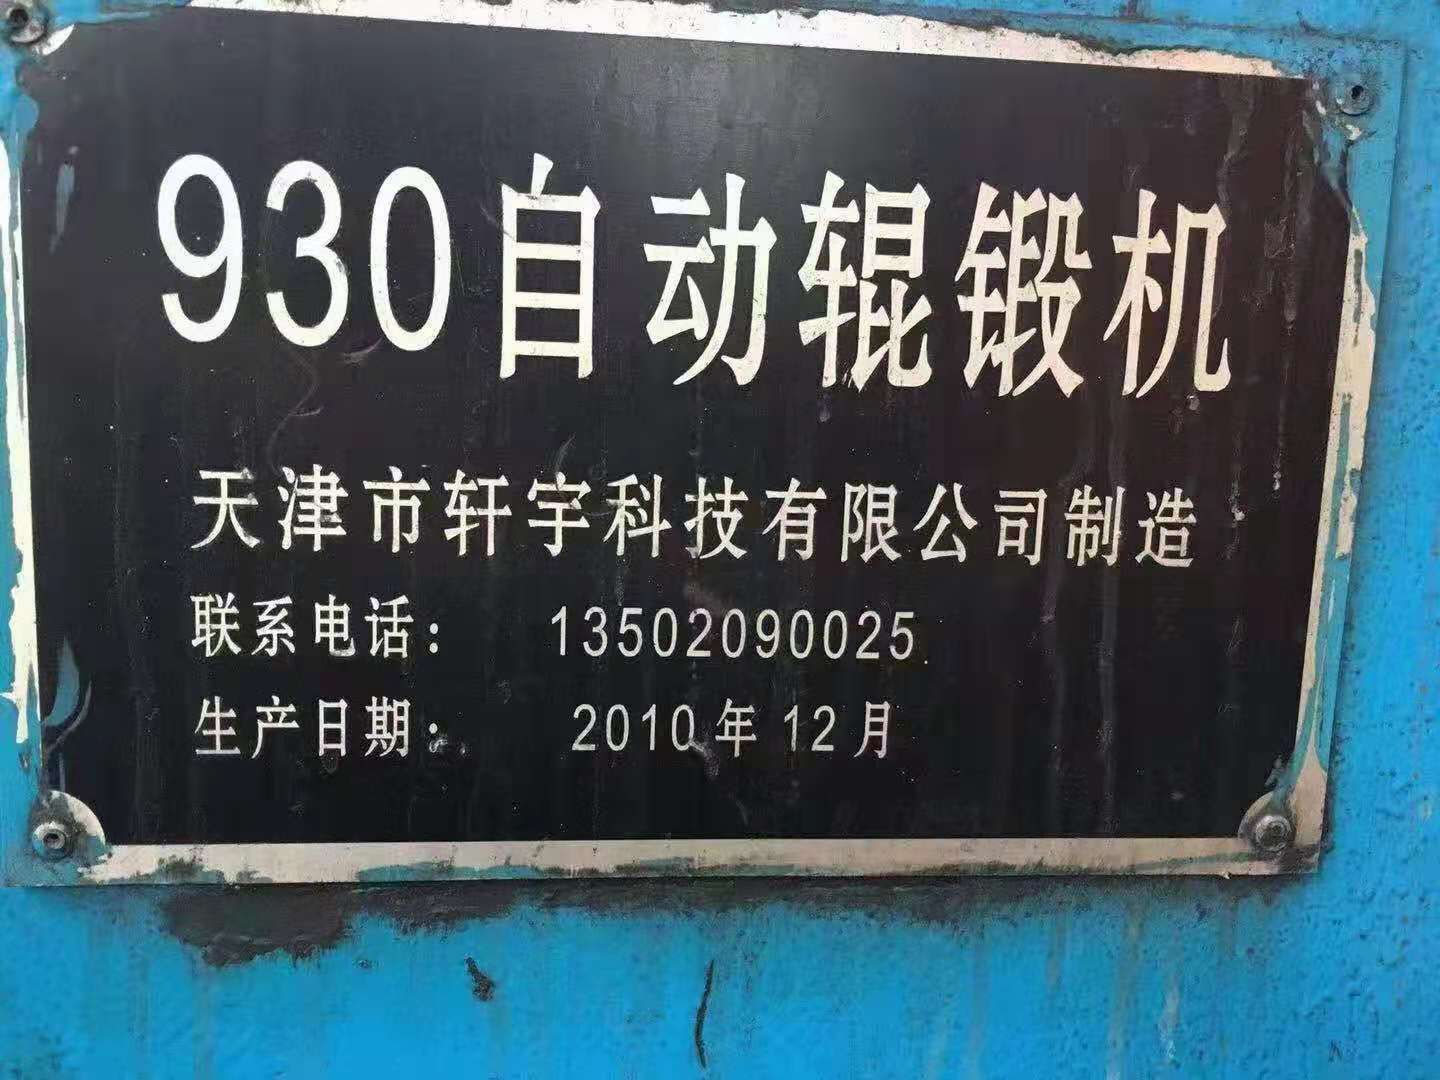 930自动辊锻机
天津市轩宇科技有限公司制造
联系电话： 13502090025
生产日期： 2010年12月